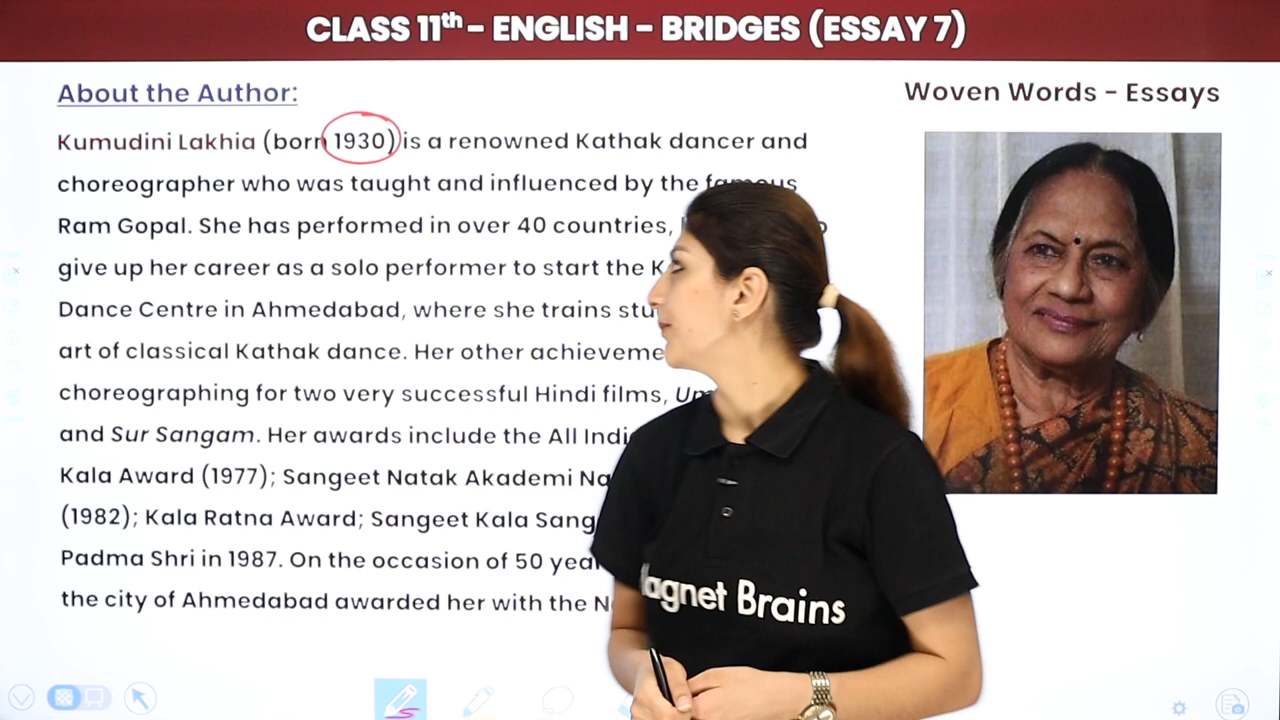 CLASS 11th - ENGLISH - BRIDGES (ESSAY 7)
About the Author:
Woven Words - Essays
Kumudini Lakhia (born 1930) is a renowned Kathak dancer and
choreographer who was taught and influenced by the famous
Ram Gopal. She has performed in over 40 countries,
give up her career as a solo performer to start the
Dance Centre in Ahmedabad, where she trains
art of classical Kathak dance. Her other
choreographing for two very successful Hindi films,
and Sur Sangam. Her awards include the All
Kala Award (1977); Sangeet Natak Akademi
(1982); Kala Ratna Award; Sangeet Kala
Padma Shri in 1987. On the occasion of 50
the city of Ahmedabad awarded her with the
Brains